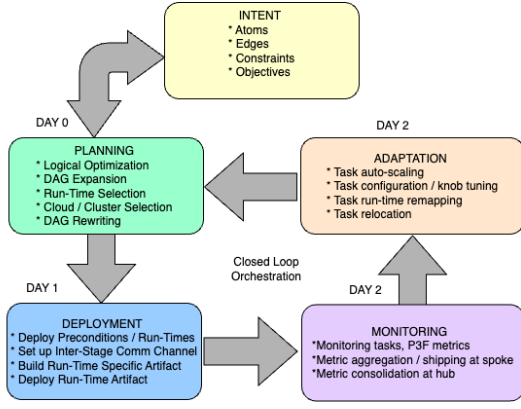 INTENT
* Atoms
* Edges
* Constraints
* Objectives
DAY 0
PLANNING
* Logical Optimization
* DAG Expansion
* Run-Time Selection
* Cloud / Cluster Selection
* DAG Rewriting
DAY 2
ADAPTATION
* Task auto-scaling
* Task configuration / knob tuning
* Task run-time remapping
* Task relocation
Closed Loop
Orchestration
DAY 1
DEPLOYMENT
* Deploy Preconditions / Run-Times
* Set up Inter-Stage Comm Channel
* Build Run-Time Specific Artifact
* Deploy Run-Time Artifact
DAY 2
MONITORING
*Monitoring tasks, P3F metrics
*Metric aggregation / shipping at spoke
*Metric consolidation at hub